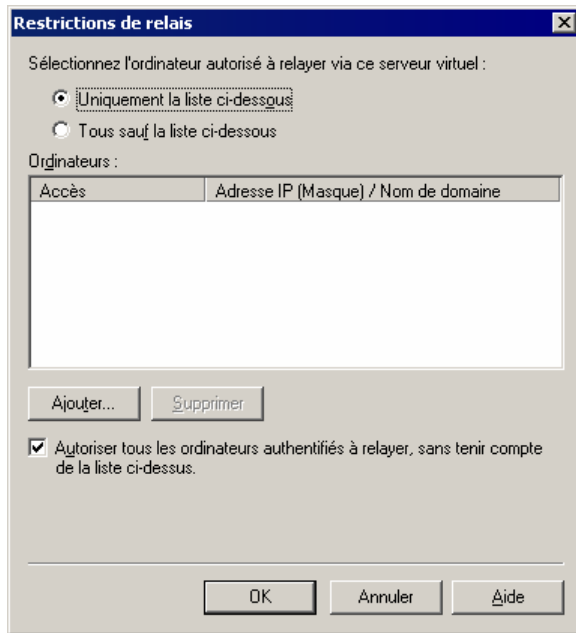 Restrictions de relais
Sélectionnez l'ordinateur autorisé à relayer via ce serveur virtuel :
Uniquement la liste ci-dessous
Tous sauf la liste ci-dessous
Ordinateurs :
Accès Adresse IP (Masque) / Nom de domaine
Ajouter... Supprimer
Autoriser tous les ordinateurs authentifiés à relayer, sans tenir compte
de la liste ci-dessus.
OK Annuler Aide